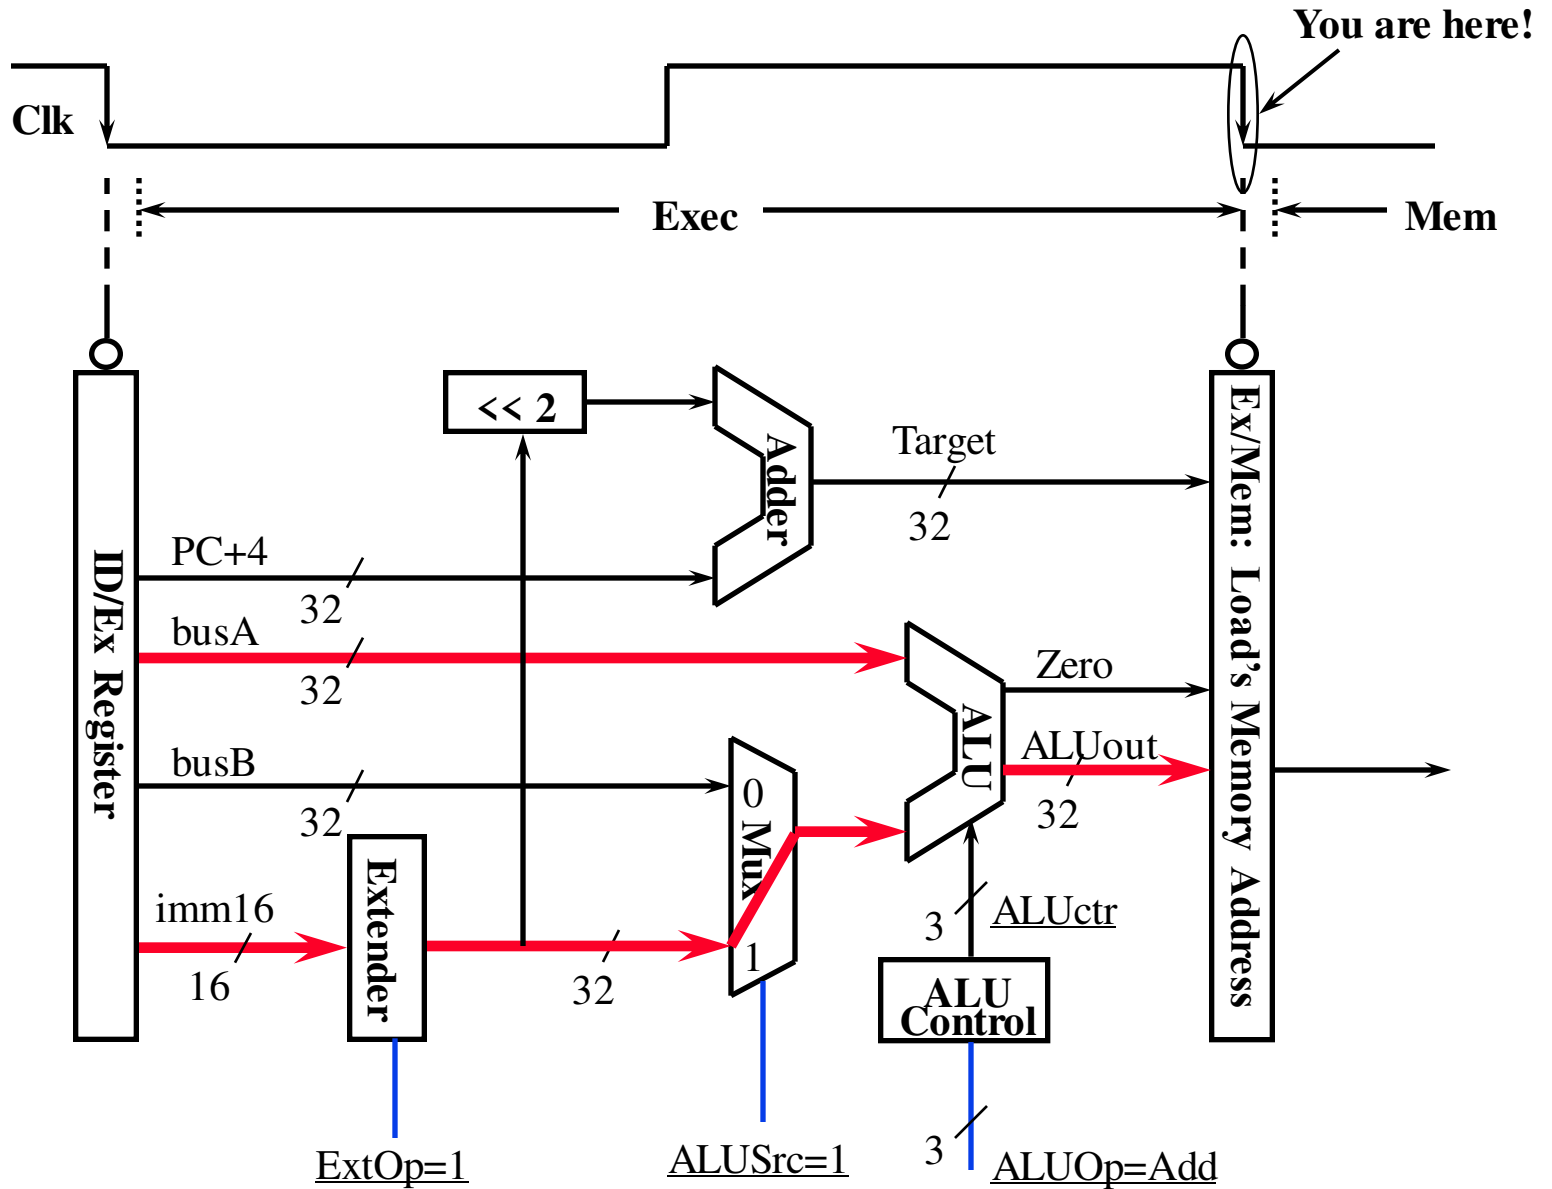 You are here!
Clk
Exec
Mem
<< 2
Adder
Target
32
PC+4
32
busA
32
busB
32
imm16
16
ID/Ex Register
Extender
32
0
Mux
1
ALU
Zero
ALUout
32
3
ALUctr
ALU
Control
Ex/Mem: Load's Memory Address
ExtOp=1
ALUSrc=1
3
ALUOp=Add